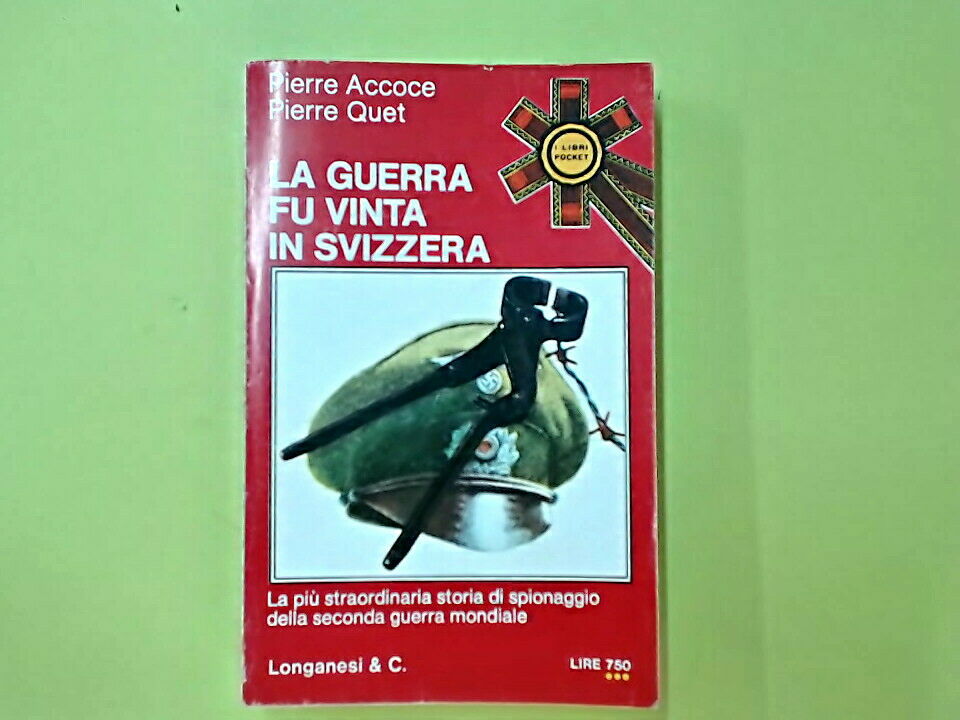 Pierre Accoce
Pierre Quet
LA GUERRA
FU VINTA
IN SVIZZERA
I LIBRI
POCKET
La più straordinaria storia di spionaggio
della seconda guerra mondiale
Longanesi & C.
LIRE 750